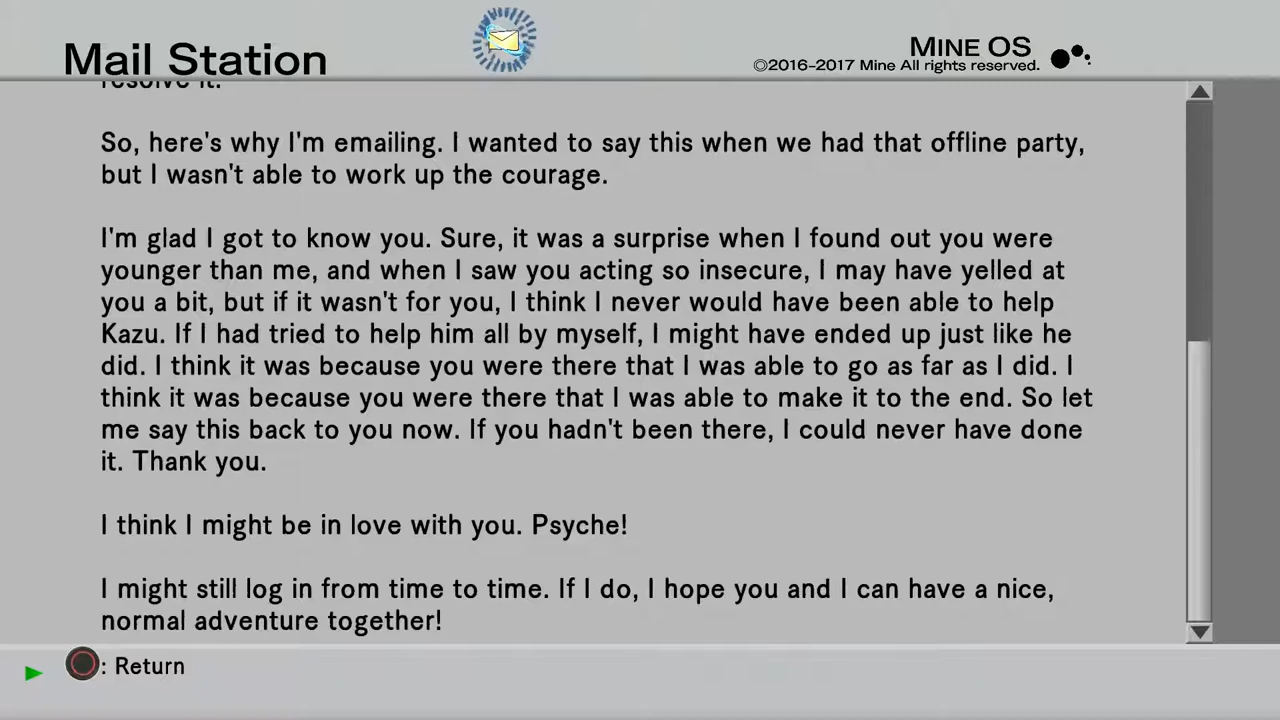 Mail Station
MINE OS
©2016-2017 Mine All rights reserved.
resolve it.
So, here's why I'm emailing. I wanted to say this when we had that offline party,
but I wasn't able to work up the courage.
I'm glad I got to know you. Sure, it was a surprise when I found out you were
younger than me, and when I saw you acting so insecure, I may have yelled at
you a bit, but if it wasn't for you, I think I never would have been able to help
Kazu. If I had tried to help him all by myself, I might have ended up just like he
did. I think it was because you were there that I was able to go as far as I did. I
think it was because you were there that I was able to make it to the end. So let
me say this back to you now. If you hadn't been there, I could never have done
it. Thank you.
I think I might be in love with you. Psyche!
I might still log in from time to time. If I do, I hope you and I can have a nice,
normal adventure together!
: Return